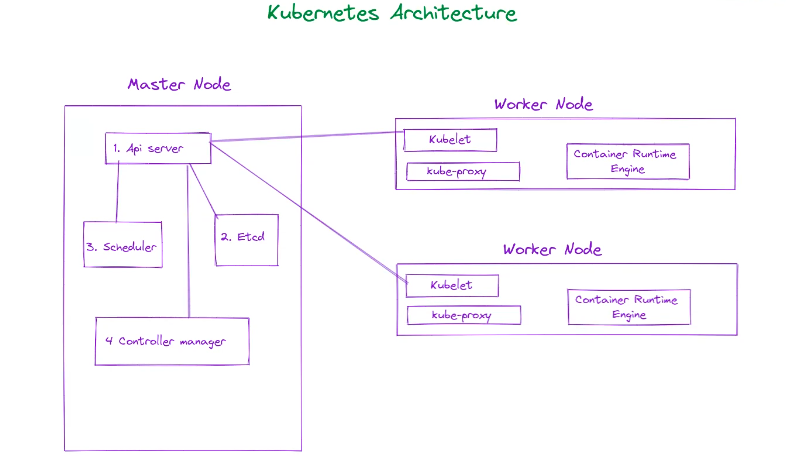 Kubernetes Architecture
Master Node
1. Api server
3. Scheduler
2. Etcd
4 Controller manager
Worker Node
Kubelet
kube-proxy
Container Runtime
Engine
Worker Node
Kubelet
kube-proxy
Container Runtime
Engine